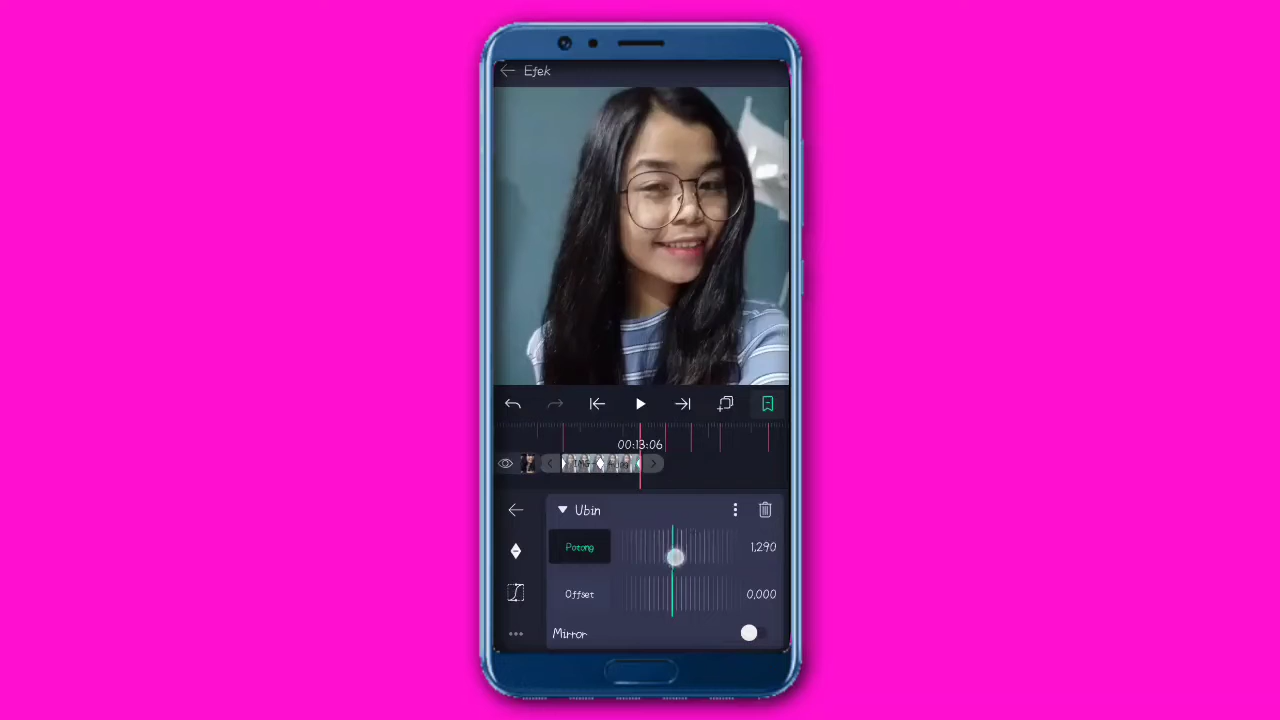 Efek
00:13:06
Ubin
Potong
1,290
Offset
0,000
Mirror